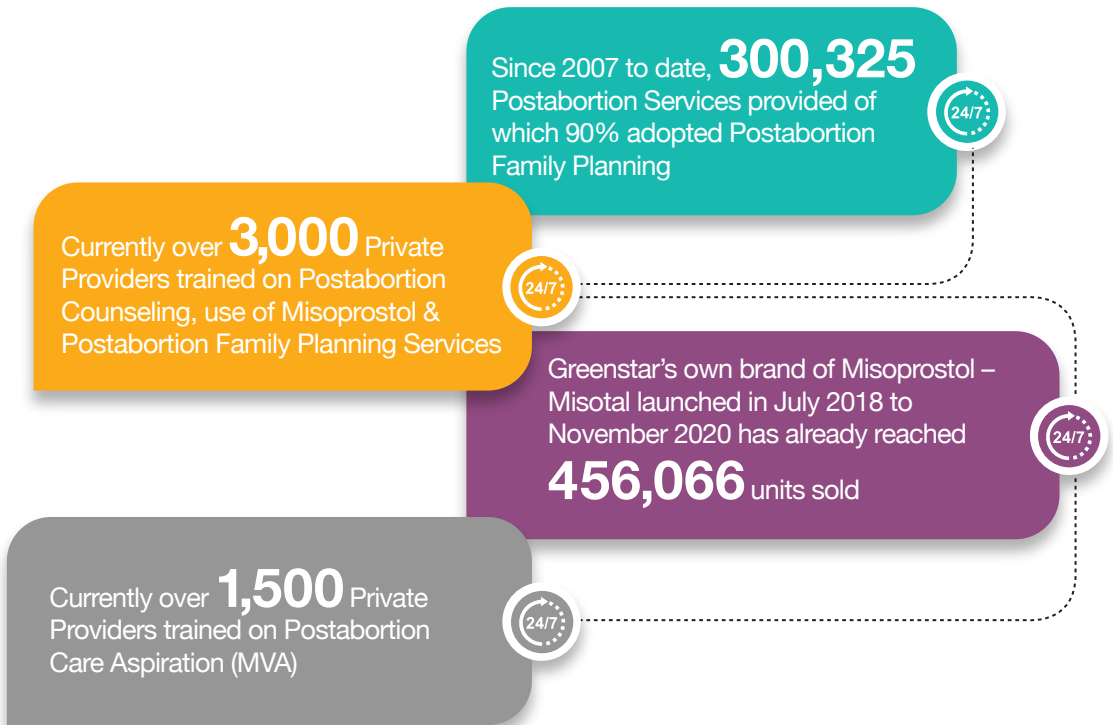 Since 2007 to date, 300,325
Postabortion Services provided of
which 90% adopted Postabortion
Family Planning
24/7
Currently over 3,000 Private
Providers trained on Postabortion
Counseling, use of Misoprostol &
Postabortion Family Planning Services
24/7
Greenstar's own brand of Misoprostol –
Misotal launched in July 2018 to
November 2020 has already reached
456,066 units sold
24/7
Currently over 1,500 Private
Providers trained on Postabortion
Care Aspiration (MVA)
24/7